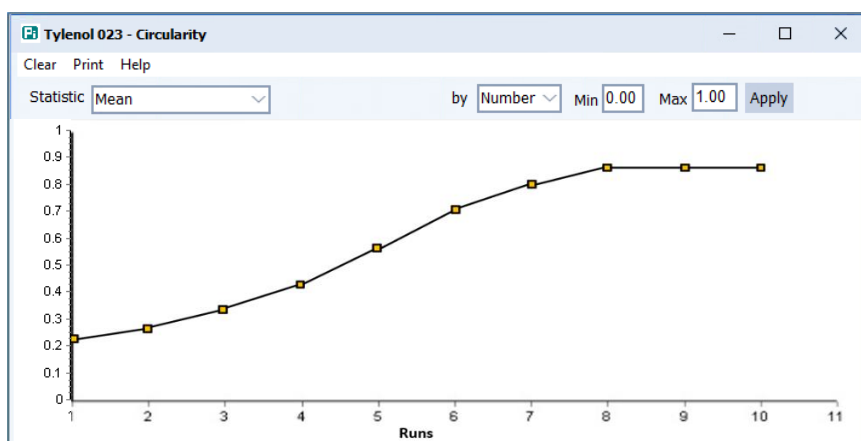 Fi Tylenol 023 - Circularity
Clear Print Help
Statistic Mean by Number Min 0.00 Max 1.00 Apply
1
0.9
0.8
0.7
0.6
0.5
0.4
0.3
0.2
0.1
0
1 2 3 4 5 6 7 8 9 10 11
Runs